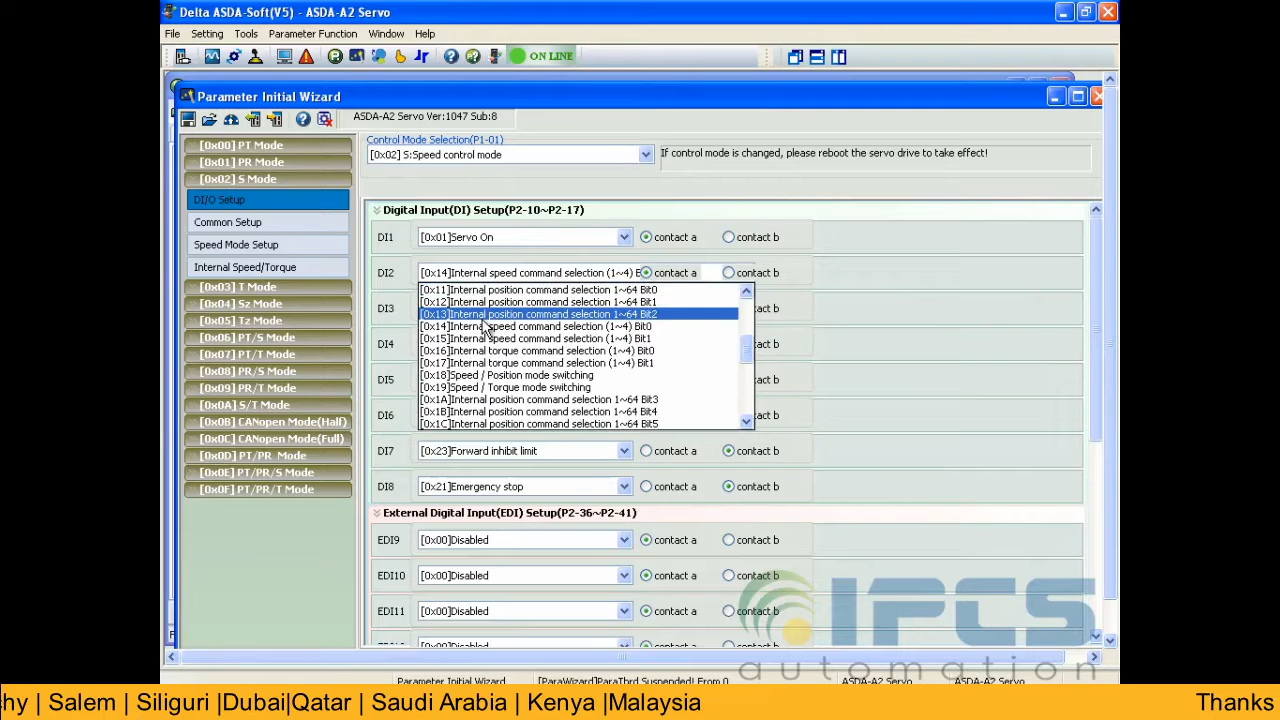 Delta ASDA-Soft(V5) - ASDA-A2 Servo
File Setting Tools Parameter Function Window Help
ON LINE
Parameter Initial Wizard
ASDA-A2 Servo Ver:1047 Sub:8
Control Mode Selection(P1-01)
[0x02] S:Speed control mode
If control mode is changed, please reboot the servo drive to take effect!
[0x00] PT Mode
[0x01] PR Mode
[0x02] S Mode
DI/O Setup
Common Setup
Speed Mode Setup
Internal Speed/Torque
[0x03] T Mode
[0x04] Sz Mode
[0x05] Tz Mode
[0x06] PT/S Mode
[0x07] PT/T Mode
[0x08] PR/S Mode
[0x09] PR/T Mode
[0x0A] S/T Mode
[0x0B] CANopen Mode(Half)
[0x0C] CANopen Mode(Full)
[0x0D] PT/PR Mode
[0x0E] PT/PR/S Mode
[0x0F] PT/PR/T Mode
Digital Input(DI) Setup(P2-10~P2-17)
DI1 [0x01]Servo On contact a contact b
DI2 [0x14]Internal speed command selection (1~4) B contact a contact b
[0x11]Internal position command selection 1~64 Bit0
[0x12]Internal position command selection 1~64 Bit1
DI3 [0x13]Internal position command selection 1~64 Bit2 act b
[0x14]Internal speed command selection (1~4) Bit0
[0x15]Internal speed command selection (1~4) Bit1
DI4 [0x16]Internal torque command selection (1~4) Bit0 act b
[0x17]Internal torque command selection (1~4) Bit1
[0x18]Speed / Position mode switching
DI5 [0x19]Speed / Torque mode switching act b
[0x1A]Internal position command selection 1~64 Bit3
DI6 [0x1B]Internal position command selection 1~64 Bit4 act b
[0x1C]Internal position command selection 1~64 Bit5
DI7 [0x23]Forward inhibit limit contact a contact b
DI8 [0x21]Emergency stop contact a contact b
External Digital Input(EDI) Setup(P2-36~P2-41)
EDI9 [0x00]Disabled contact a contact b
EDI10 [0x00]Disabled contact a contact b
EDI11 [0x00]Disabled contact a contact b
IPCS
automation
Parameter Initial Wizard [ParaWizard]ParaThrd Suspended! From 0 ASDA-A2 Servo ASDA-A2 Servo
hy | Salem | Siliguri |Dubai|Qatar | Saudi Arabia | Kenya |Malaysia Thanks